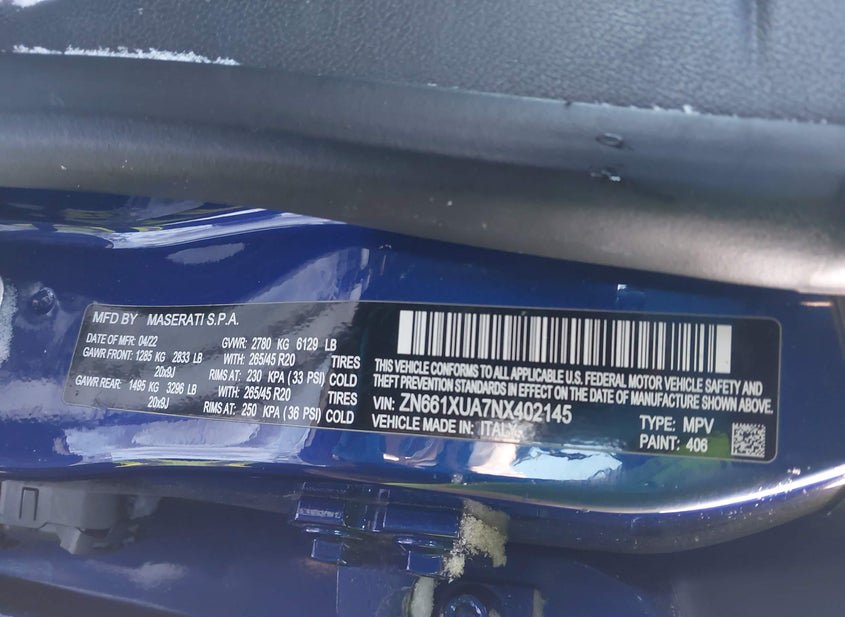 MFD BY MASERATI S.P.A.
DATE OF MFR: 04/22 GVWR: 2780 KG 6129 LB
GAWR FRONT: 1285 KG 2833 LB WITH: 265/45 R20 TIRES
20x9J RIMS AT: 230 KPA (33 PSI) COLD
GAWR REAR: 1495 KG 3296 LB WITH: 265/45 R20 TIRES
20x9J RIMS AT: 250 KPA (36 PSI) COLD
THIS VEHICLE CONFORMS TO ALL APPLICABLE U.S. FEDERAL MOTOR VEHICLE SAFETY AND
THEFT PREVENTION STANDARDS IN EFFECT ON THE DATE OF MANUFACTURE SHOWN ABOVE.
VIN: ZN661XUA7NX402145 TYPE: MPV
VEHICLE MADE IN: ITALY PAINT: 406